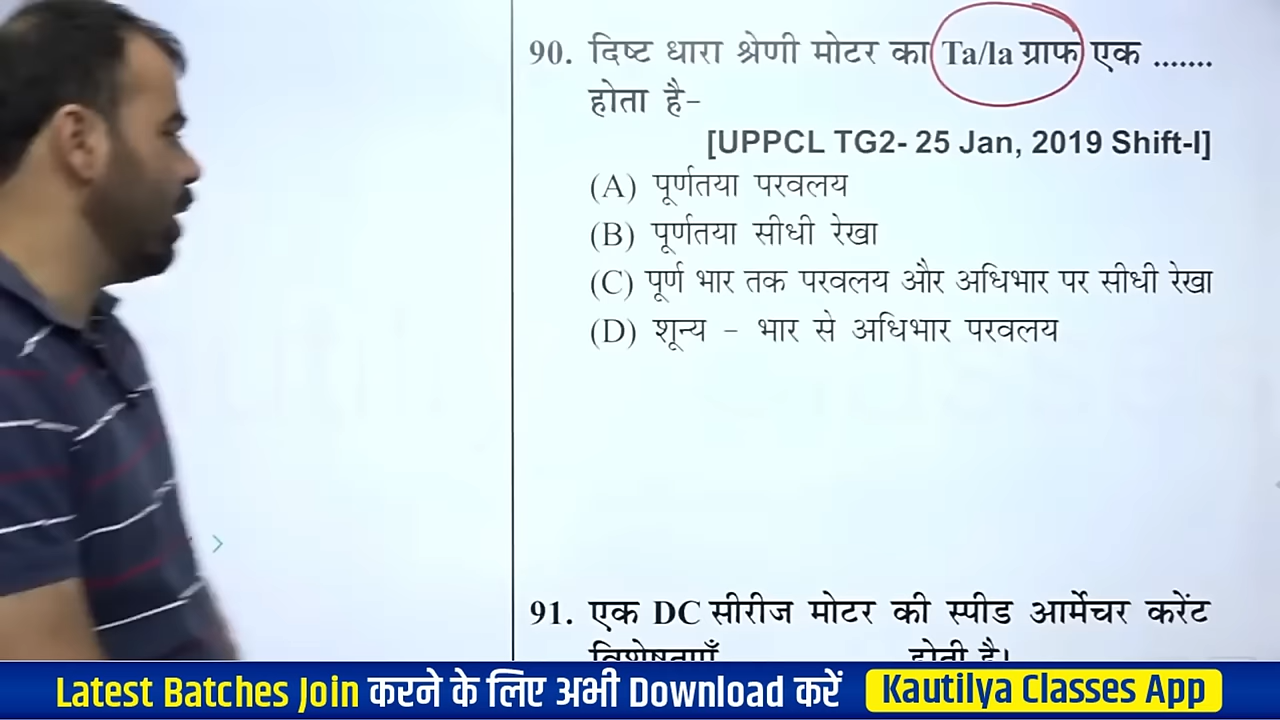 90. दिष्ट धारा श्रेणी मोटर का Ta/Ia ग्राफ एक .......
होता है-
[UPPCL TG2- 25 Jan, 2019 Shift-I]
(A) पूर्णतया परवलय
(B) पूर्णतया सीधी रेखा
(C) पूर्ण भार तक परवलय और अधिभार पर सीधी रेखा
(D) शून्य - भार से अधिभार परवलय
91. एक DC सीरीज मोटर की स्पीड आर्मेचर करेंट
विशेषताएँ होती है।
Latest Batches Join करने के लिए अभी Download करें Kautilya Classes App